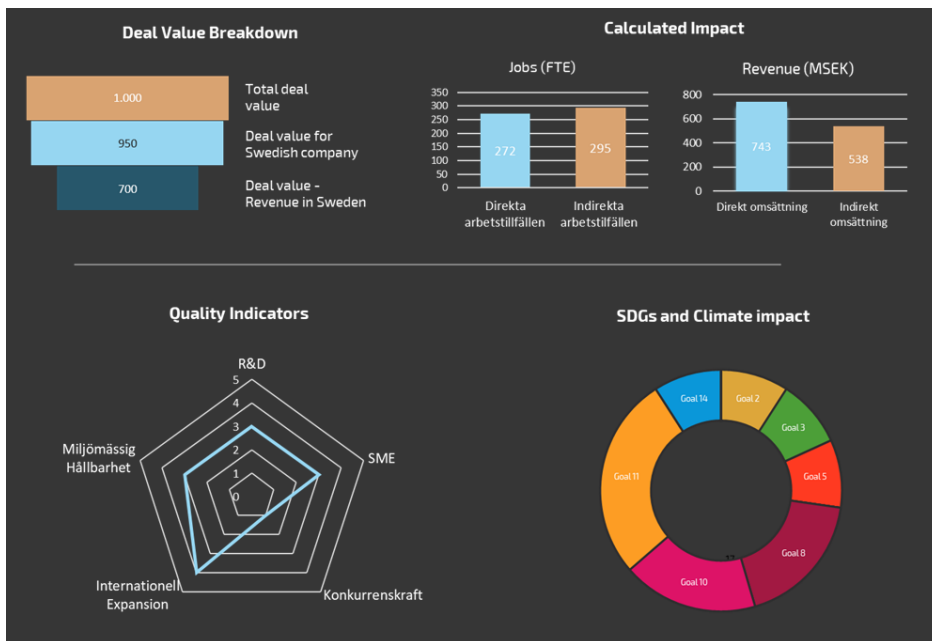 Deal Value Breakdown
1.000
Total deal
value
950
Deal value for
Swedish company
700
Deal value -
Revenue in Sweden
Calculated Impact
Jobs (FTE)
350
300
250
200
150
100
50
0
272
295
Direkta
arbetstillfällen
Indirekta
arbetstillfällen
Revenue (MSEK)
800
600
400
200
0
743
538
Direkt omsättning
Indirekt
omsättning
Quality Indicators
R&D
5
4
3
2
1
0
SME
Konkurrenskraft
Internationell
Expansion
Miljömässig
Hållbarhet
SDGs and Climate impact
Goal 2
Goal 3
Goal 5
Goal 8
Goal 10
Goal 11
Goal 14